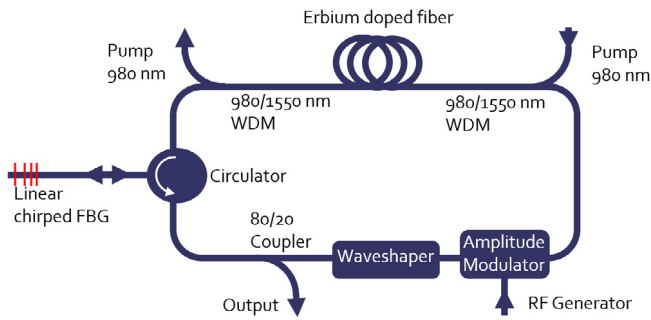 Erbium doped fiber
Pump
980 nm
Pump
980 nm
980/1550 nm
WDM
980/1550 nm
WDM
Circulator
Linear
chirped FBG
80/20
Coupler
Waveshaper
Amplitude
Modulator
Output
RF Generator